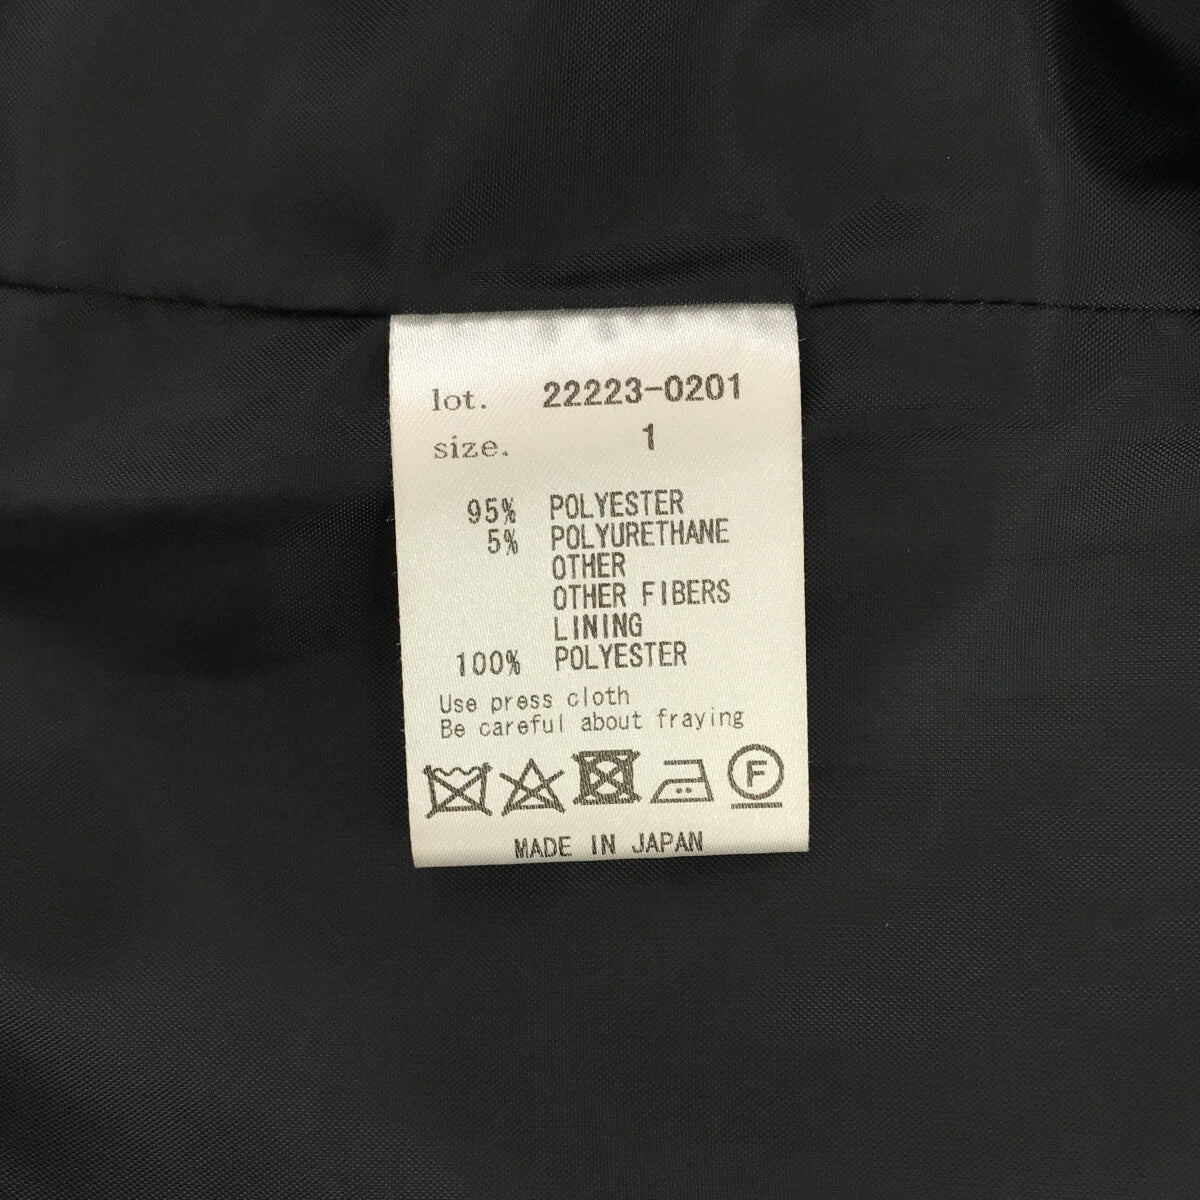 lot. 22223-0201
size. 1
95% POLYESTER
5% POLYURETHANE
OTHER
OTHER FIBERS
LINING
100% POLYESTER
Use press cloth
Be careful about fraying
F
MADE IN JAPAN